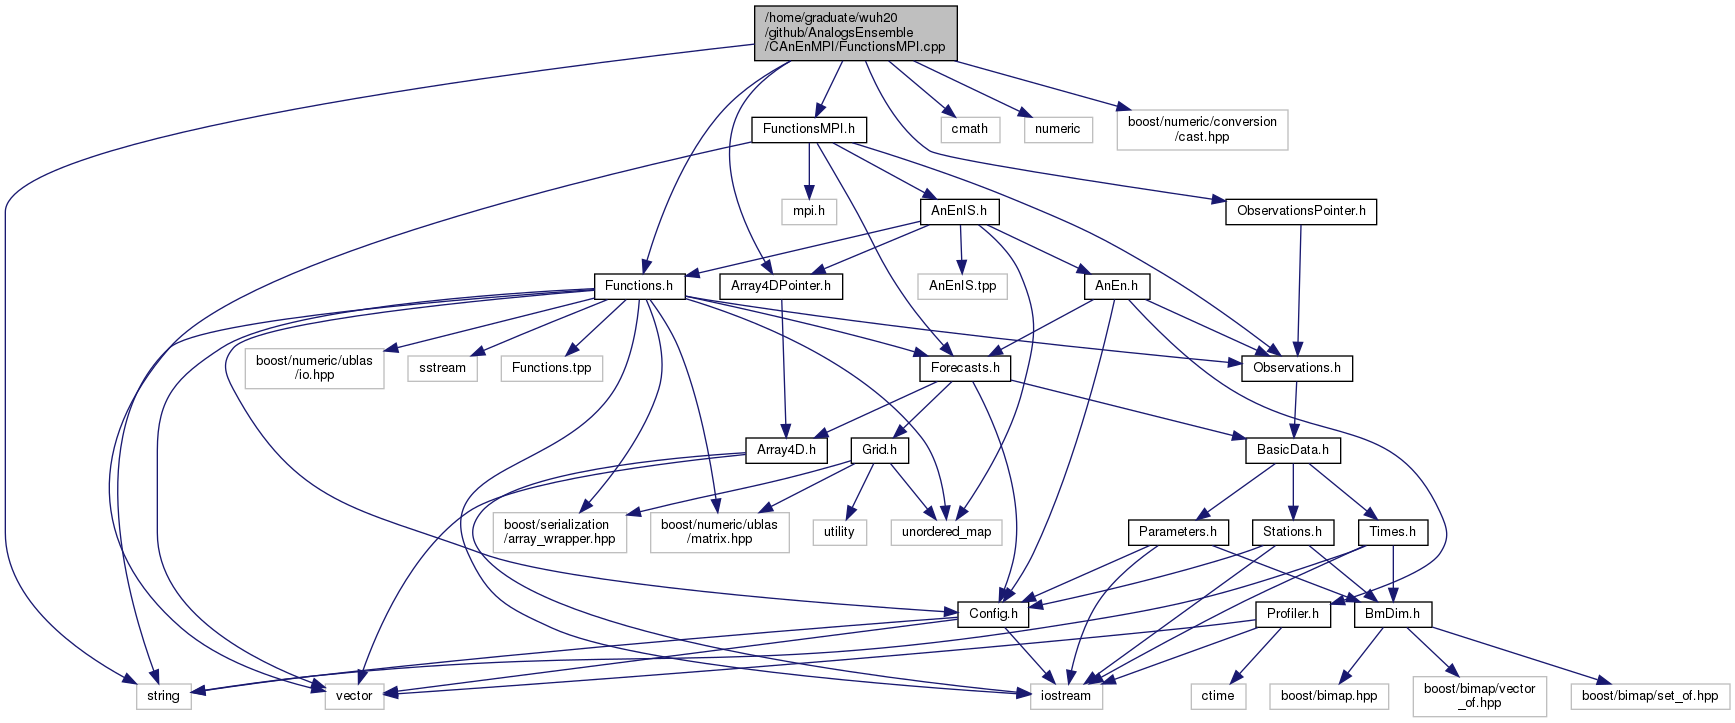 /home/graduate/wuh20
/github/AnalogsEnsemble
/CAnEnMPI/FunctionsMPI.cpp
FunctionsMPI.h
cmath
numeric
boost/numeric/conversion
/cast.hpp
mpi.h
AnEnIS.h
ObservationsPointer.h
Functions.h
Array4DPointer.h
AnEnIS.tpp
AnEn.h
boost/numeric/ublas
/io.hpp
sstream
Functions.tpp
Forecasts.h
Observations.h
Array4D.h
Grid.h
BasicData.h
boost/serialization
/array_wrapper.hpp
boost/numeric/ublas
/matrix.hpp
utility
unordered_map
Parameters.h
Stations.h
Times.h
Config.h
Profiler.h
BmDim.h
string
vector
iostream
ctime
boost/bimap.hpp
boost/bimap/vector
_of.hpp
boost/bimap/set_of.hpp